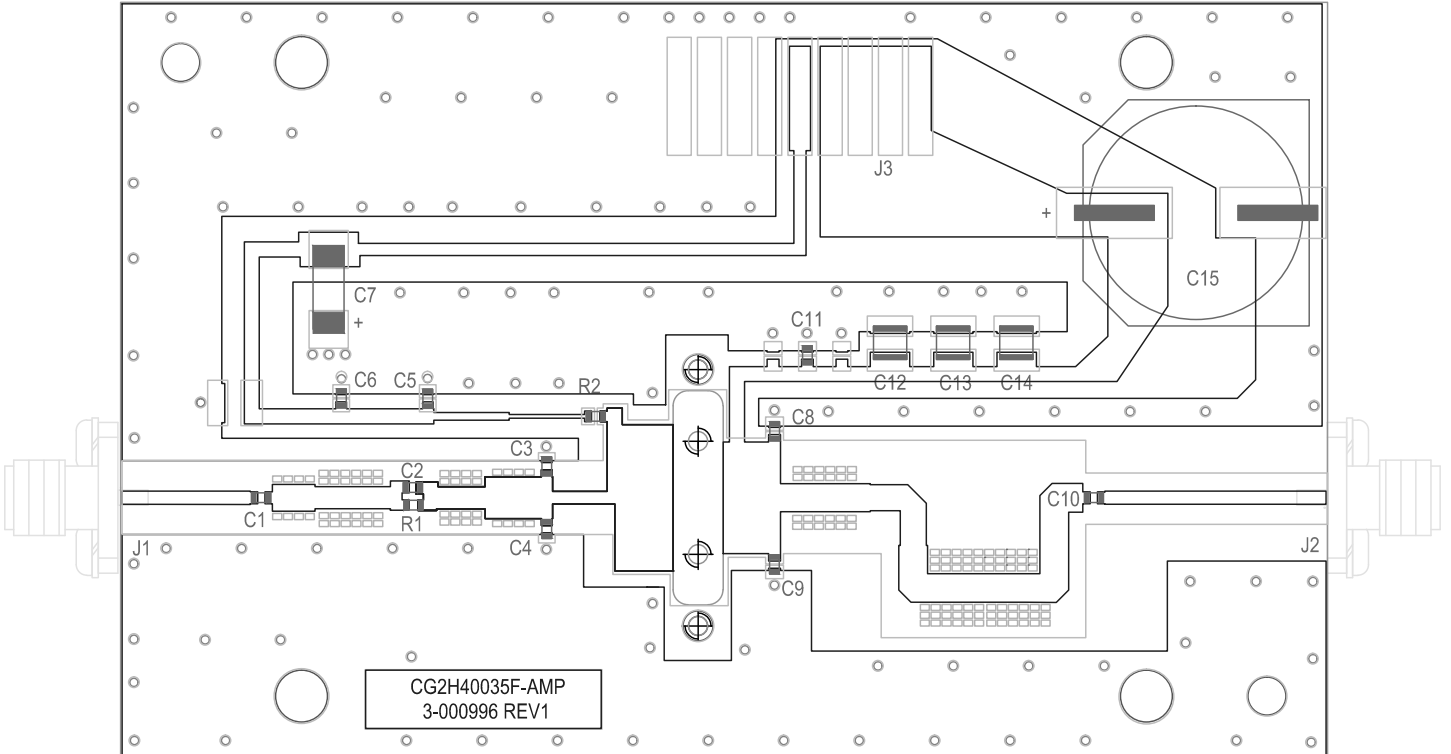 J3
+
C15
C7
+
C11
C12
C13
C14
C6
C5
R2
C8
C3
C2
C10
C1
R1
C4
J1
J2
C9
CG2H40035F-AMP
3-000996 REV1